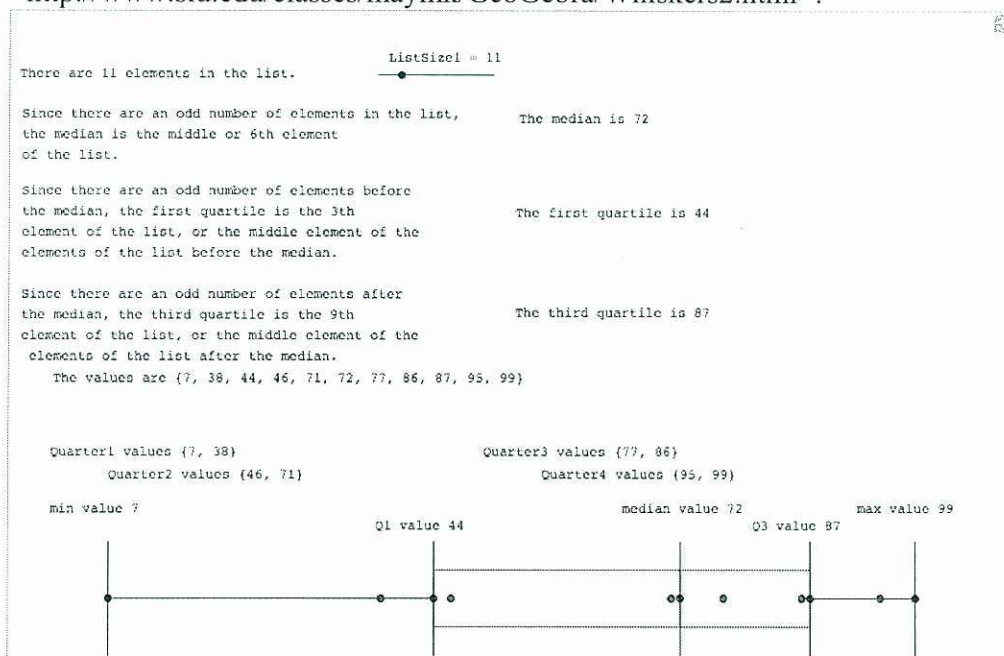 ListSize1 = 11
There are 11 elements in the list.
Since there are an odd number of elements in the list,
the median is the middle or 6th element
of the list.
The median is 72
Since there are an odd number of elements before
the median, the first quartile is the 3th
element of the list, or the middle element of the
elements of the list before the median.
The first quartile is 44
Since there are an odd number of elements after
the median, the third quartile is the 9th
element of the list, or the middle element of the
elements of the list after the median.
The third quartile is 87
The values are {7, 38, 44, 46, 71, 72, 77, 86, 87, 95, 99}
Quarter1 values {7, 38}
Quarter3 values {77, 86}
Quarter2 values {46, 71}
Quarter4 values {95, 99}
min value 7
median value 72
max value 99
Q1 value 44
Q3 value 87